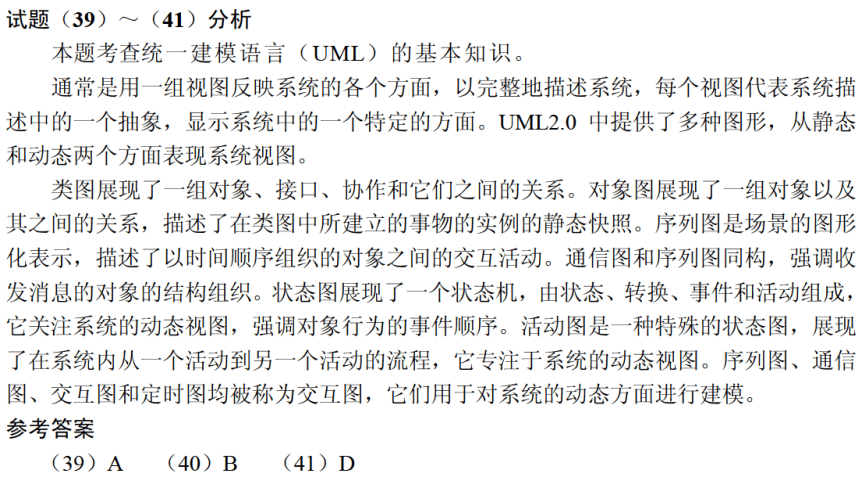 试题（39）～（41）分析
本题考查统一建模语言（UML）的基本知识。
通常是用一组视图反映系统的各个方面，以完整地描述系统，每个视图代表系统描
述中的一个抽象，显示系统中的一个特定的方面。UML2.0 中提供了多种图形，从静态
和动态两个方面表现系统视图。
类图展现了一组对象、接口、协作和它们之间的关系。对象图展现了一组对象以及
其之间的关系，描述了在类图中所建立的事物的实例的静态快照。序列图是场景的图形
化表示，描述了以时间顺序组织的对象之间的交互活动。通信图和序列图同构，强调收
发消息的对象的结构组织。状态图展现了一个状态机，由状态、转换、事件和活动组成，
它关注系统的动态视图，强调对象行为的事件顺序。活动图是一种特殊的状态图，展现
了在系统内从一个活动到另一个活动的流程，它专注于系统的动态视图。序列图、通信
图、交互图和定时图均被称为交互图，它们用于对系统的动态方面进行建模。
参考答案
（39）A （40）B （41）D